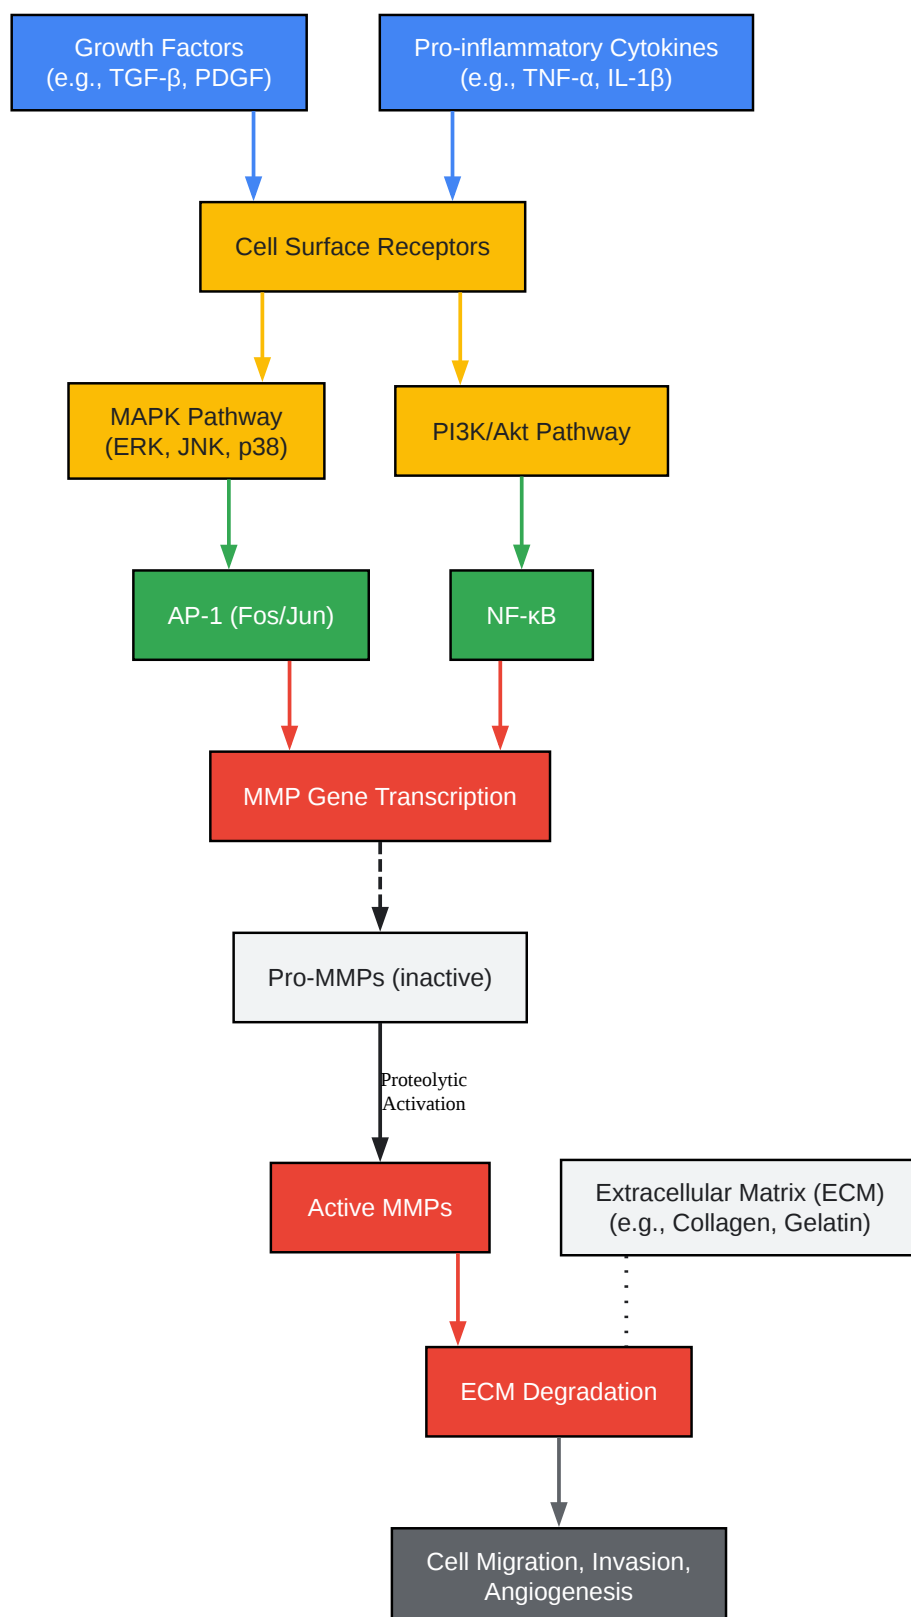 Growth Factors
(e.g., TGF-β, PDGF)
Pro-inflammatory Cytokines
(e.g., TNF-α, IL-1β)
Cell Surface Receptors
MAPK Pathway
(ERK, JNK, p38)
PI3K/Akt Pathway
AP-1 (Fos/Jun)
NF-κB
MMP Gene Transcription
Pro-MMPs (inactive)
Proteolytic
Activation
Active MMPs
Extracellular Matrix (ECM)
(e.g., Collagen, Gelatin)
ECM Degradation
Cell Migration, Invasion,
Angiogenesis